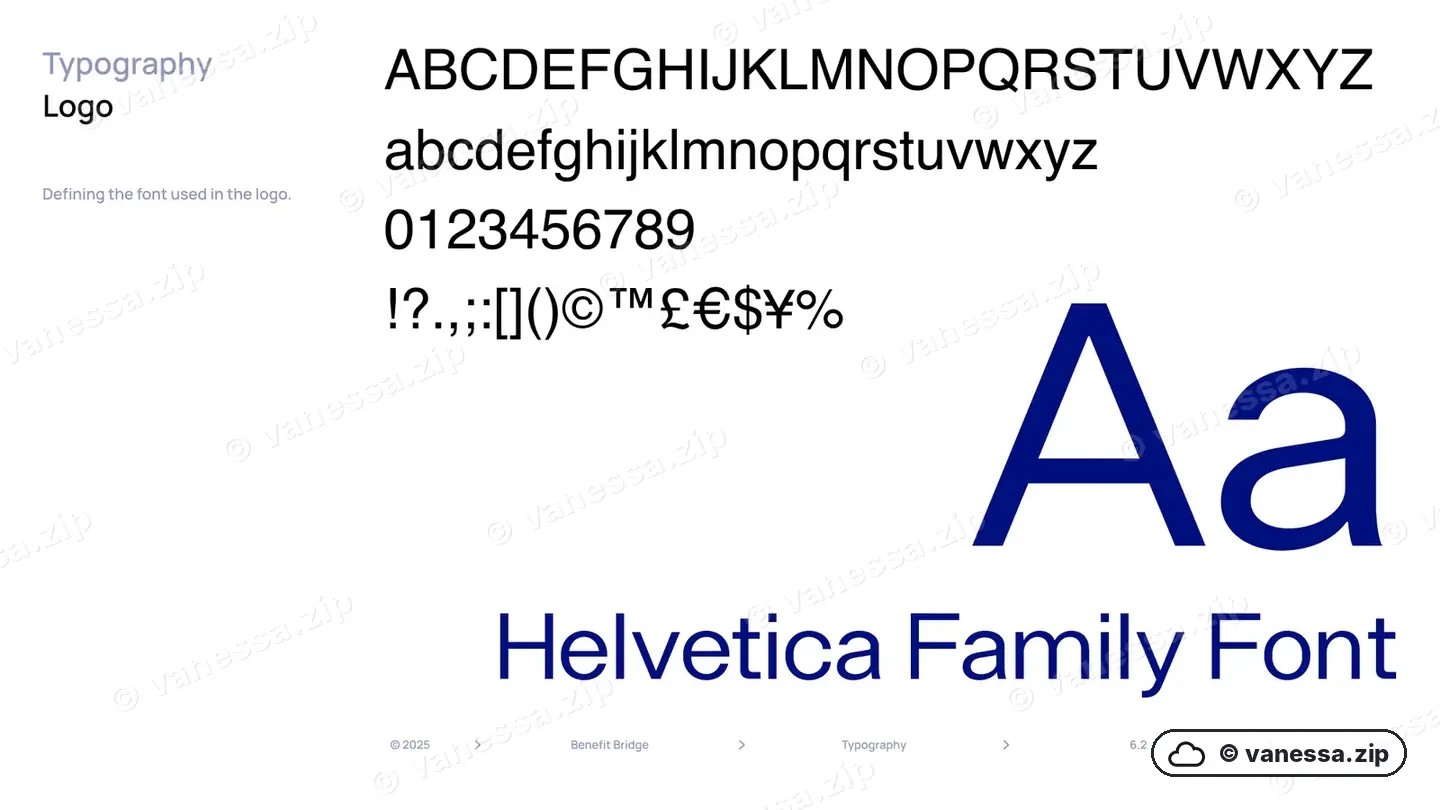 Typography
Logo
Defining the font used in the logo.
ABCDEFGHIJKLMNOPQRSTUVWXYZ
abcdefghijklmnopqrstuvwxyz
0123456789
!?.,;:[]()©™£€$¥%
Aa
Helvetica Family Font
© 2025 > Benefit Bridge > Typography > 6.2
© vanessa.zip